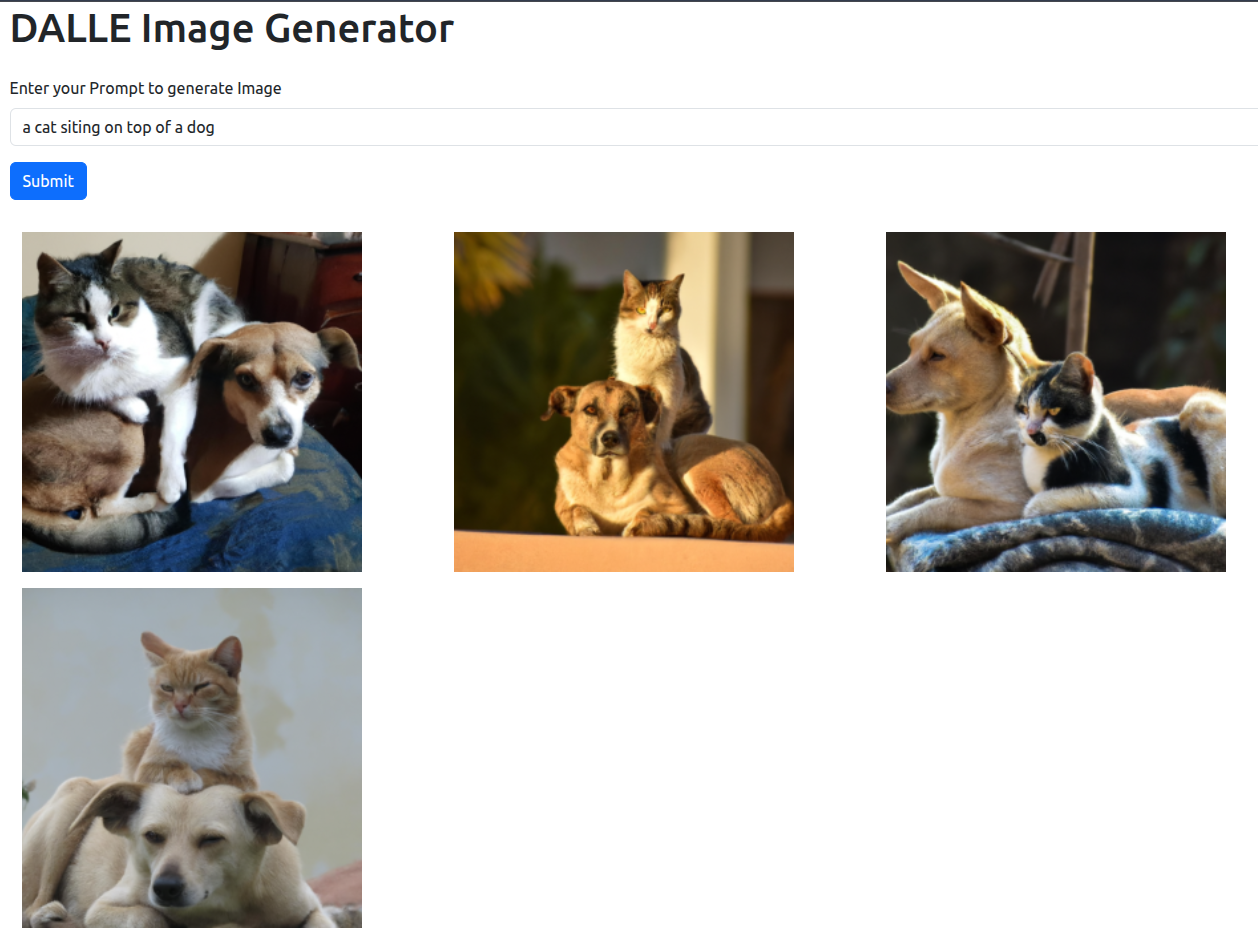 DALLE Image Generator
Enter your Prompt to generate Image
a cat siting on top of a dog
Submit